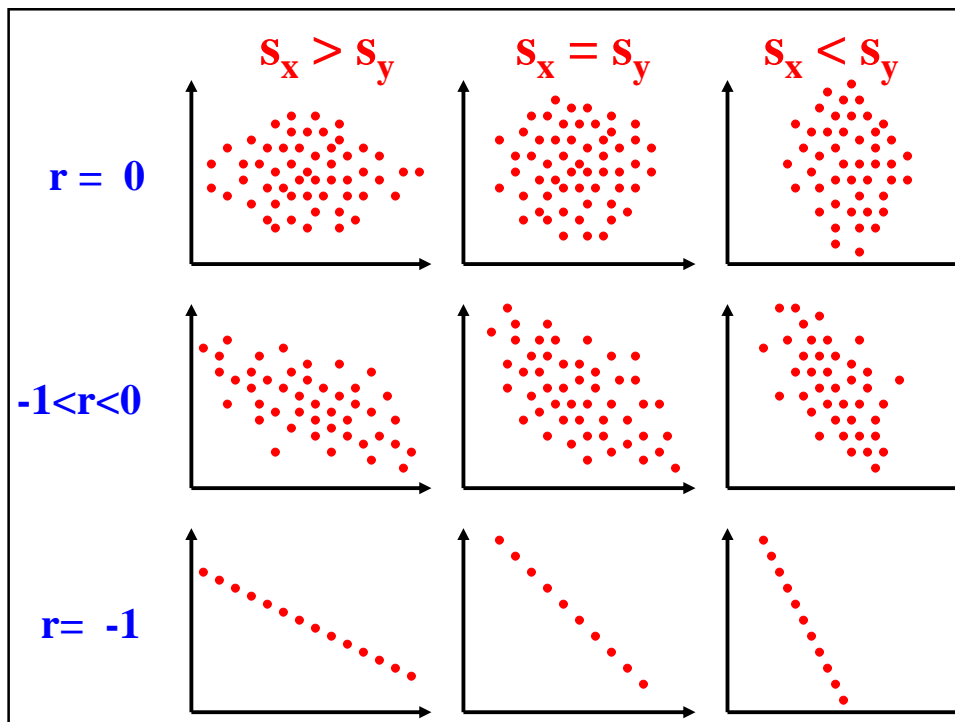 sx > sy
sx = sy
sx < sy
r = 0
-1<r<0
r= -1